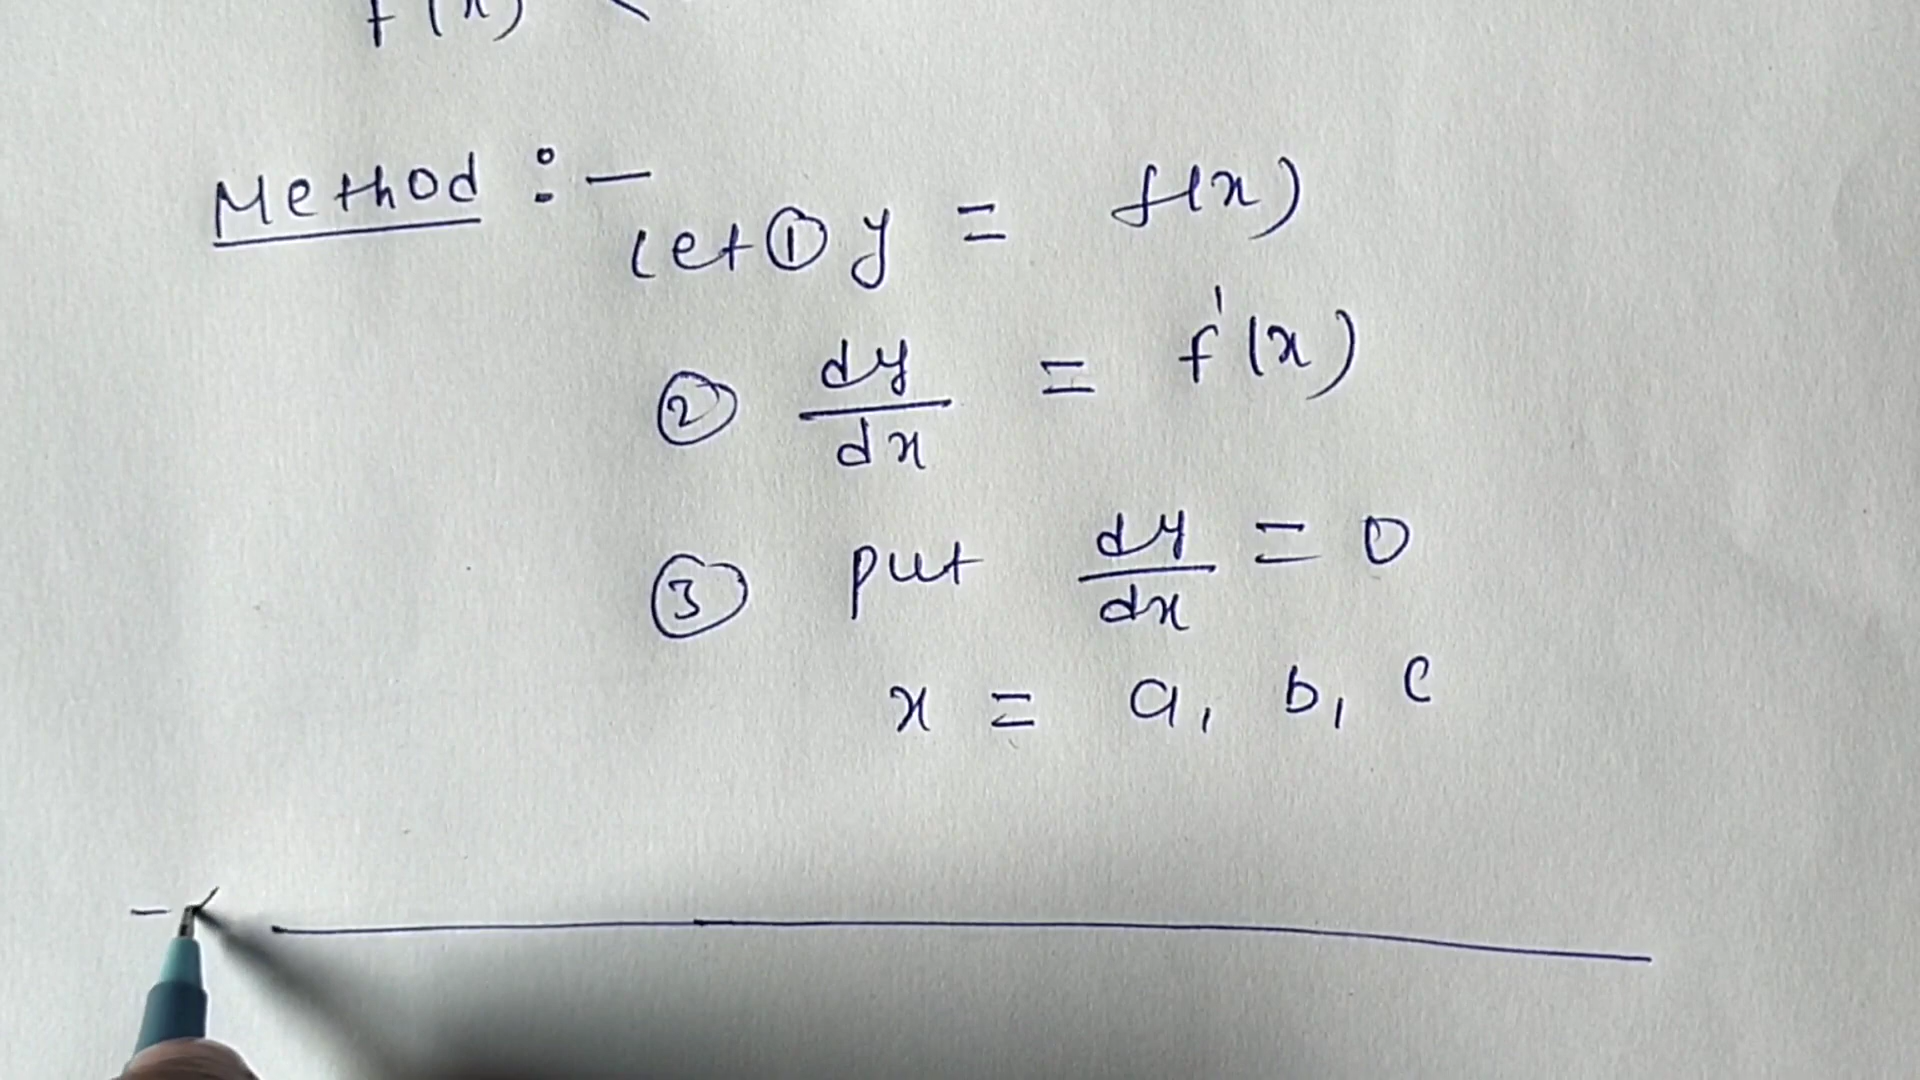 f(x)
Method :-
Let ① y = f(x)
② dy/dx = f'(x)
③ put dy/dx = 0
x = a, b, c